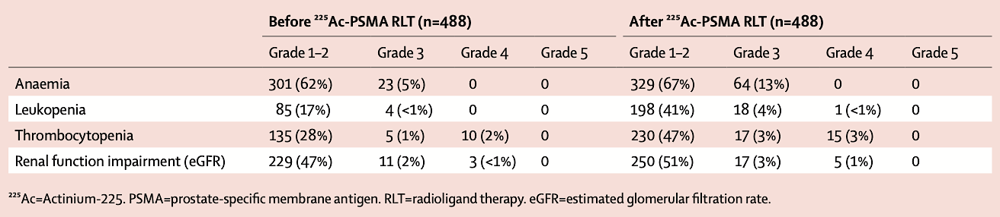 Before ²²⁵Ac-PSMA RLT (n=488) After ²²⁵Ac-PSMA RLT (n=488)
Grade 1–2 Grade 3 Grade 4 Grade 5 Grade 1–2 Grade 3 Grade 4 Grade 5
Anaemia 301 (62%) 23 (5%) 0 0 329 (67%) 64 (13%) 0 0
Leukopenia 85 (17%) 4 (<1%) 0 0 198 (41%) 18 (4%) 1 (<1%) 0
Thrombocytopenia 135 (28%) 5 (1%) 10 (2%) 0 230 (47%) 17 (3%) 15 (3%) 0
Renal function impairment (eGFR) 229 (47%) 11 (2%) 3 (<1%) 0 250 (51%) 17 (3%) 5 (1%) 0
²²⁵Ac=Actinium-225. PSMA=prostate-specific membrane antigen. RLT=radioligand therapy. eGFR=estimated glomerular filtration rate.